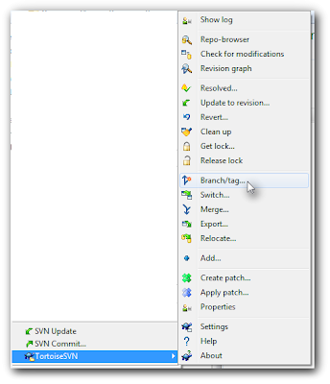 Show log
Repo-browser
Check for modifications
Revision graph
Resolved...
Update to revision...
Revert...
Clean up
Get lock...
Release lock
Branch/tag...
Switch...
Merge...
Export...
Relocate...
Add...
Create patch...
Apply patch...
Properties
Settings
Help
About
SVN Update
SVN Commit...
TortoiseSVN